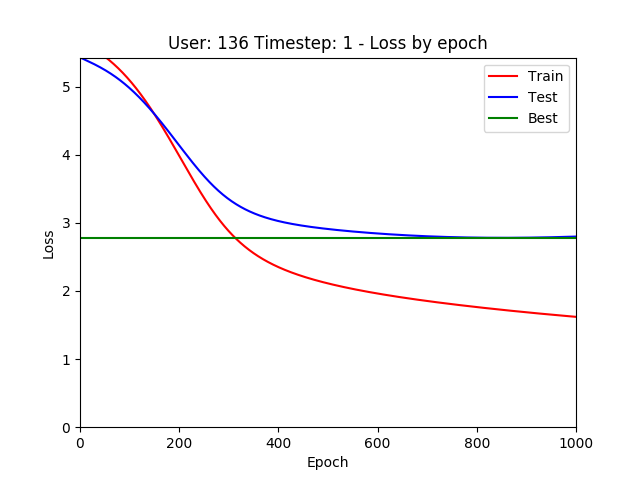 User: 136 Timestep: 1 - Loss by epoch
Train
Test
Best
5
4
3
2
1
0
Loss
0 200 400 600 800 1000
Epoch